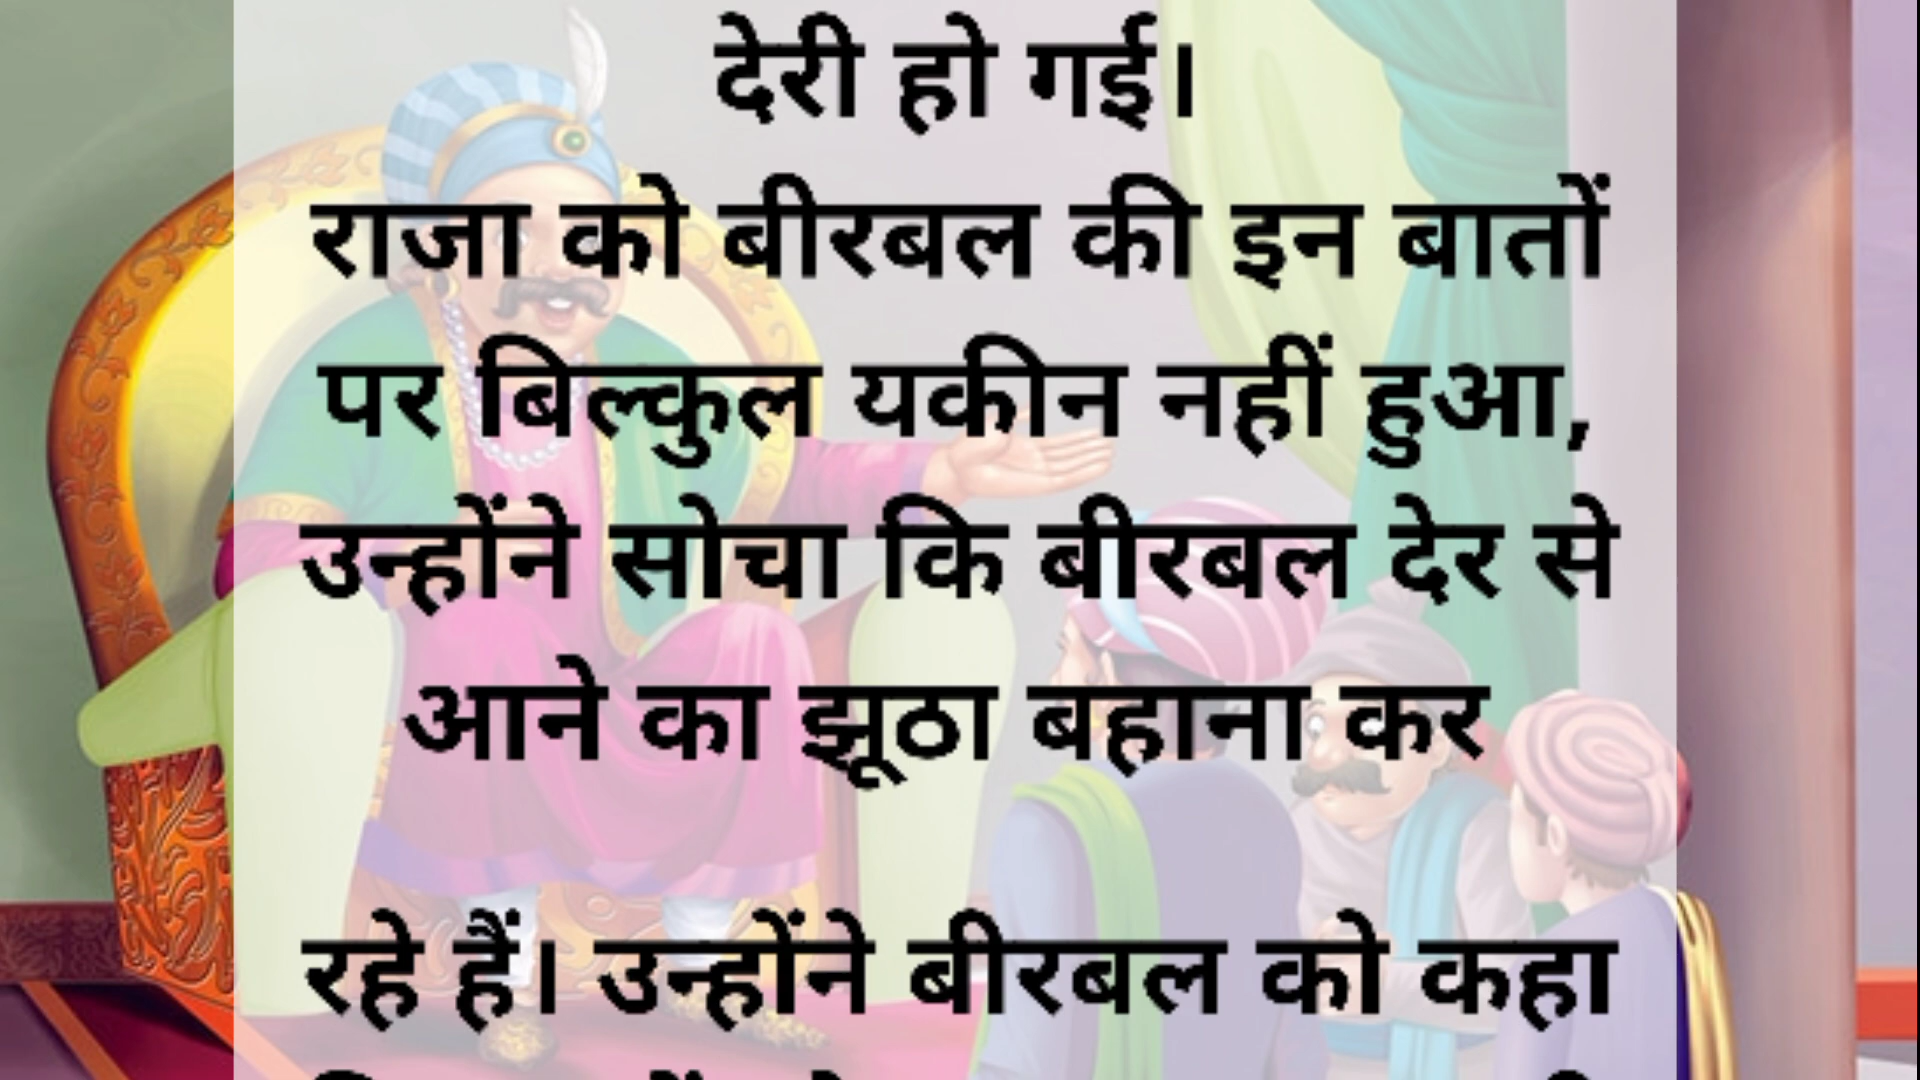 देरी हो गई।
राजा को बीरबल की इन बातों
पर बिल्कुल यकीन नहीं हुआ,
उन्होंने सोचा कि बीरबल देर से
आने का झूठा बहाना कर
रहे हैं। उन्होंने बीरबल को कहा